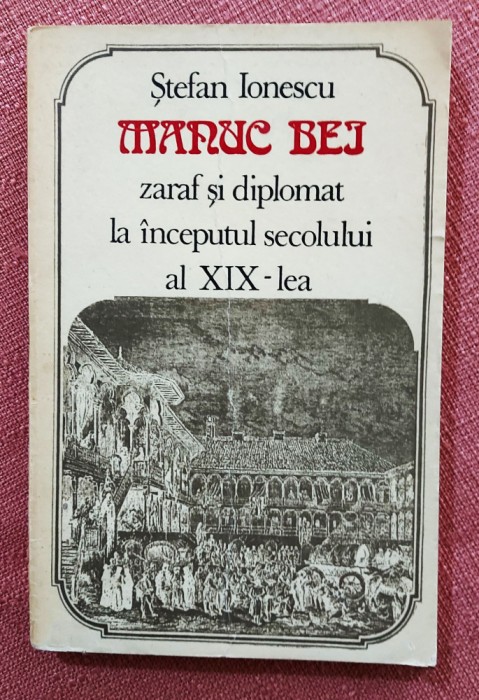 Ștefan Ionescu
MANUC BEI
zaraf și diplomat
la începutul secolului
al XIX-lea